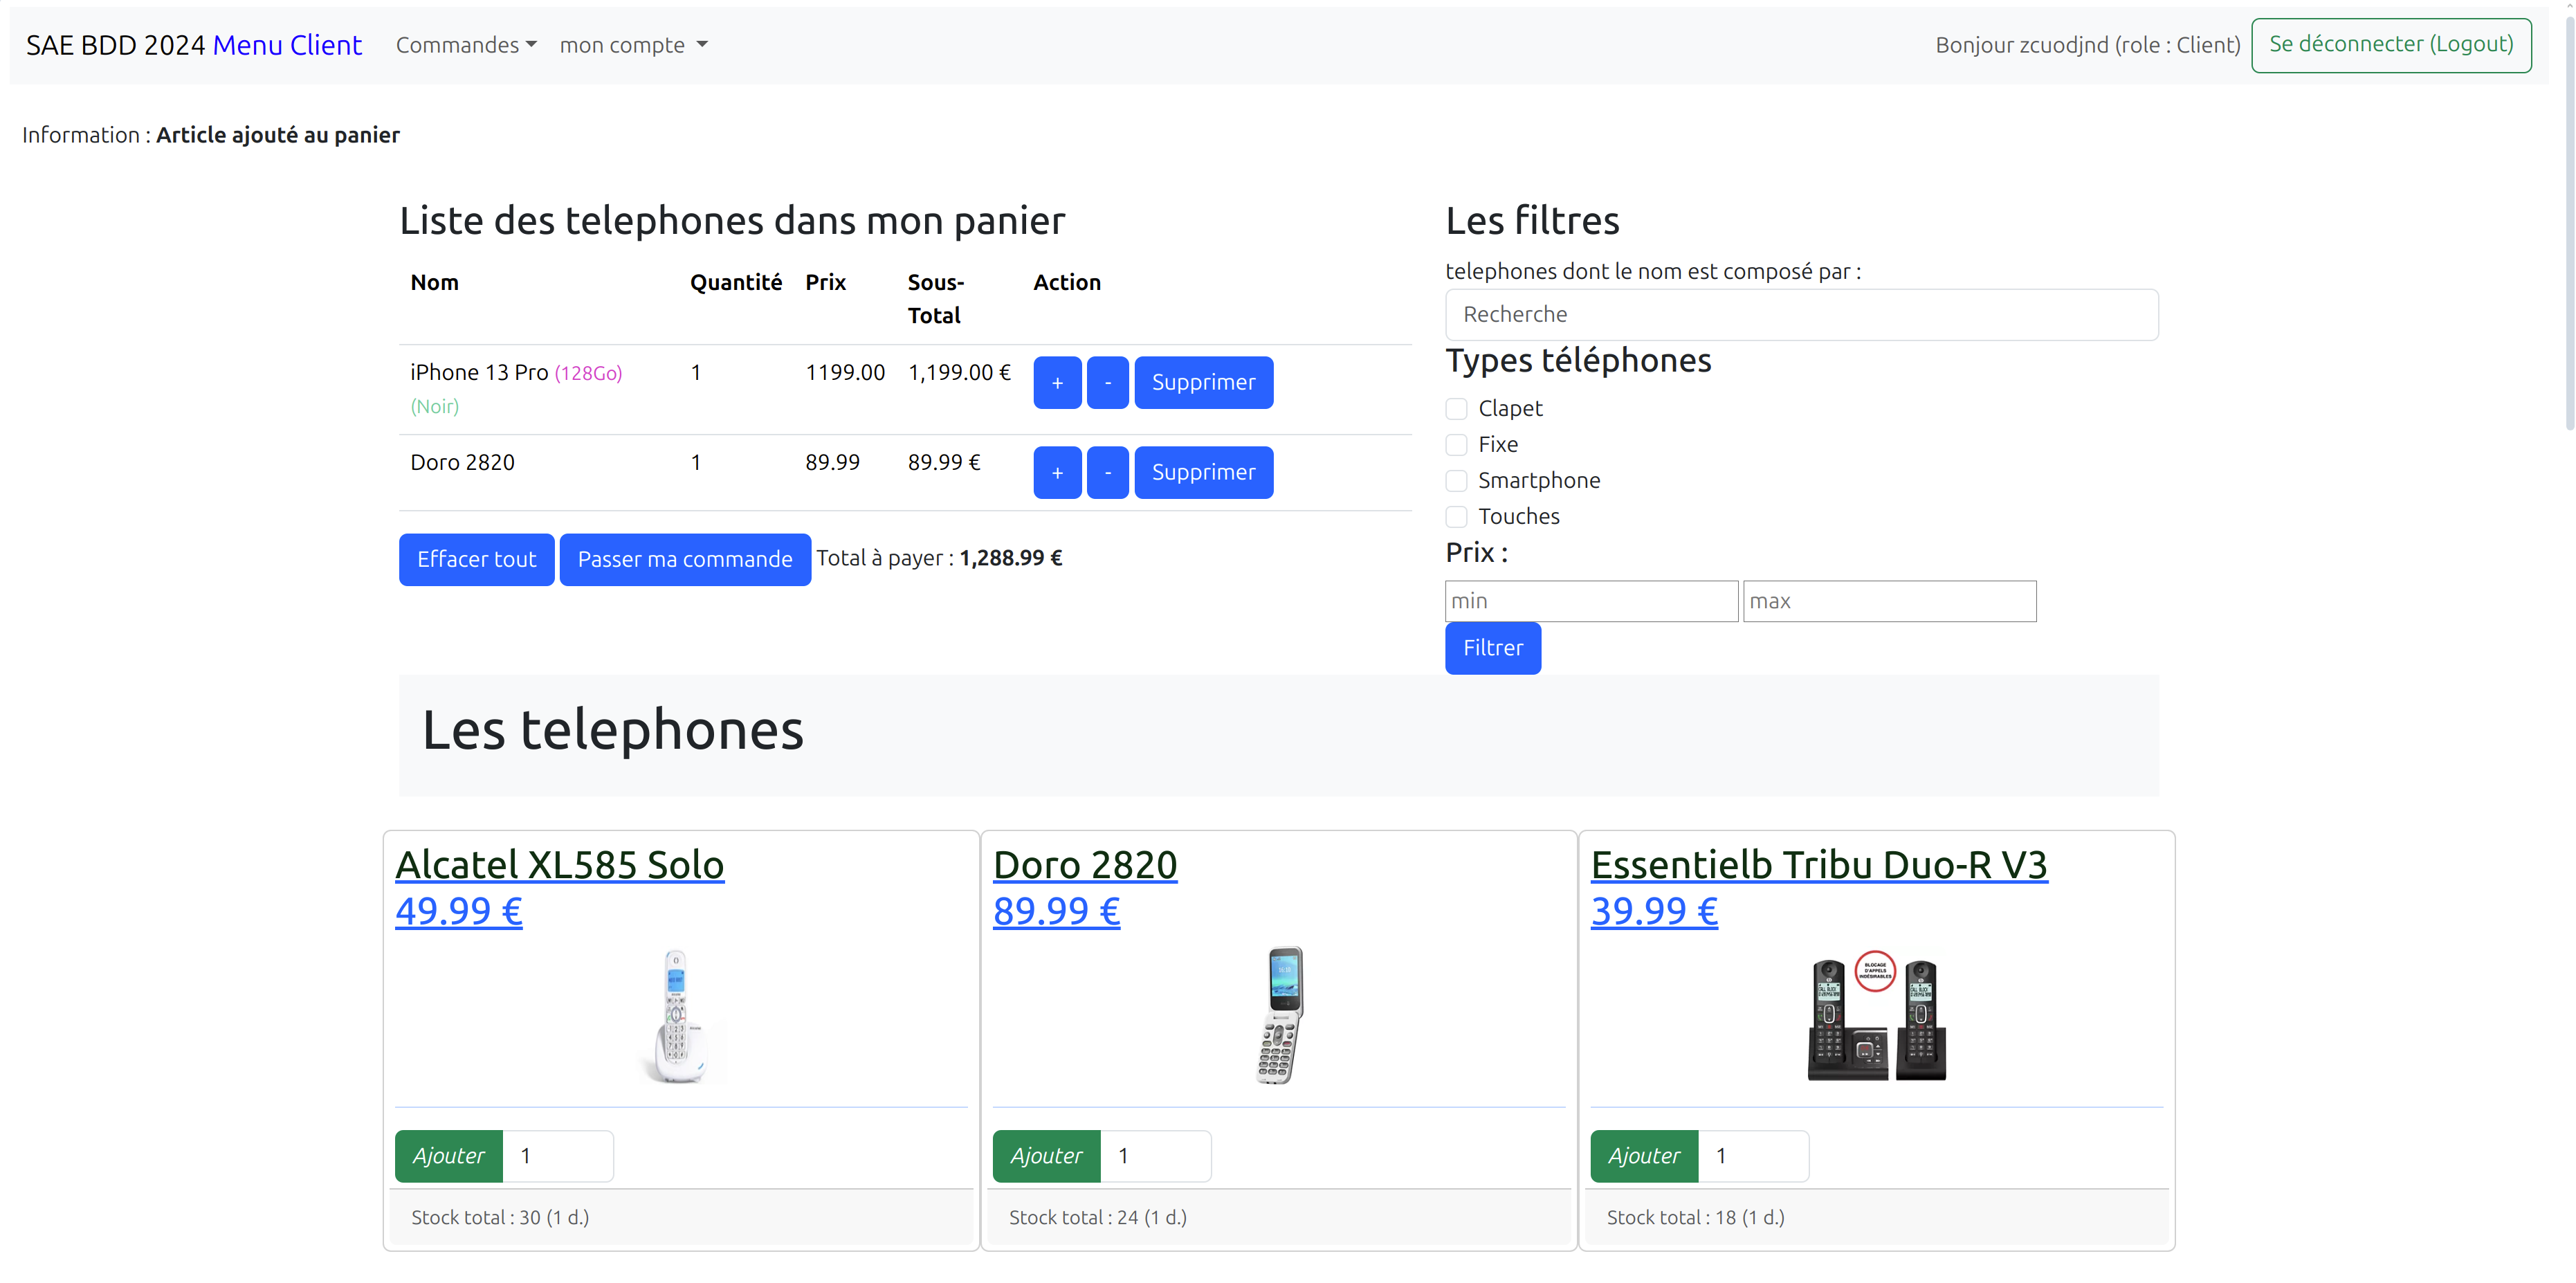 SAE BDD 2024 Menu Client Commandes mon compte Bonjour zcuodjnd (role : Client) Se déconnecter (Logout)
Information : Article ajouté au panier
Liste des telephones dans mon panier
Nom Quantité Prix Sous-Total Action
iPhone 13 Pro (128Go) (Noir) 1 1199.00 1,199.00 € + - Supprimer
Doro 2820 1 89.99 89.99 € + - Supprimer
Effacer tout Passer ma commande Total à payer : 1,288.99 €
Les filtres
telephones dont le nom est composé par :
Recherche
Types téléphones
Clapet
Fixe
Smartphone
Touches
Prix :
min max
Filtrer
Les telephones
Alcatel XL585 Solo
49.99 €
Ajouter 1
Stock total : 30 (1 d.)
Doro 2820
89.99 €
Ajouter 1
Stock total : 24 (1 d.)
Essentielb Tribu Duo-R V3
39.99 €
BLOCAGE
D'APPELS
INDÉSIRABLES
Ajouter 1
Stock total : 18 (1 d.)